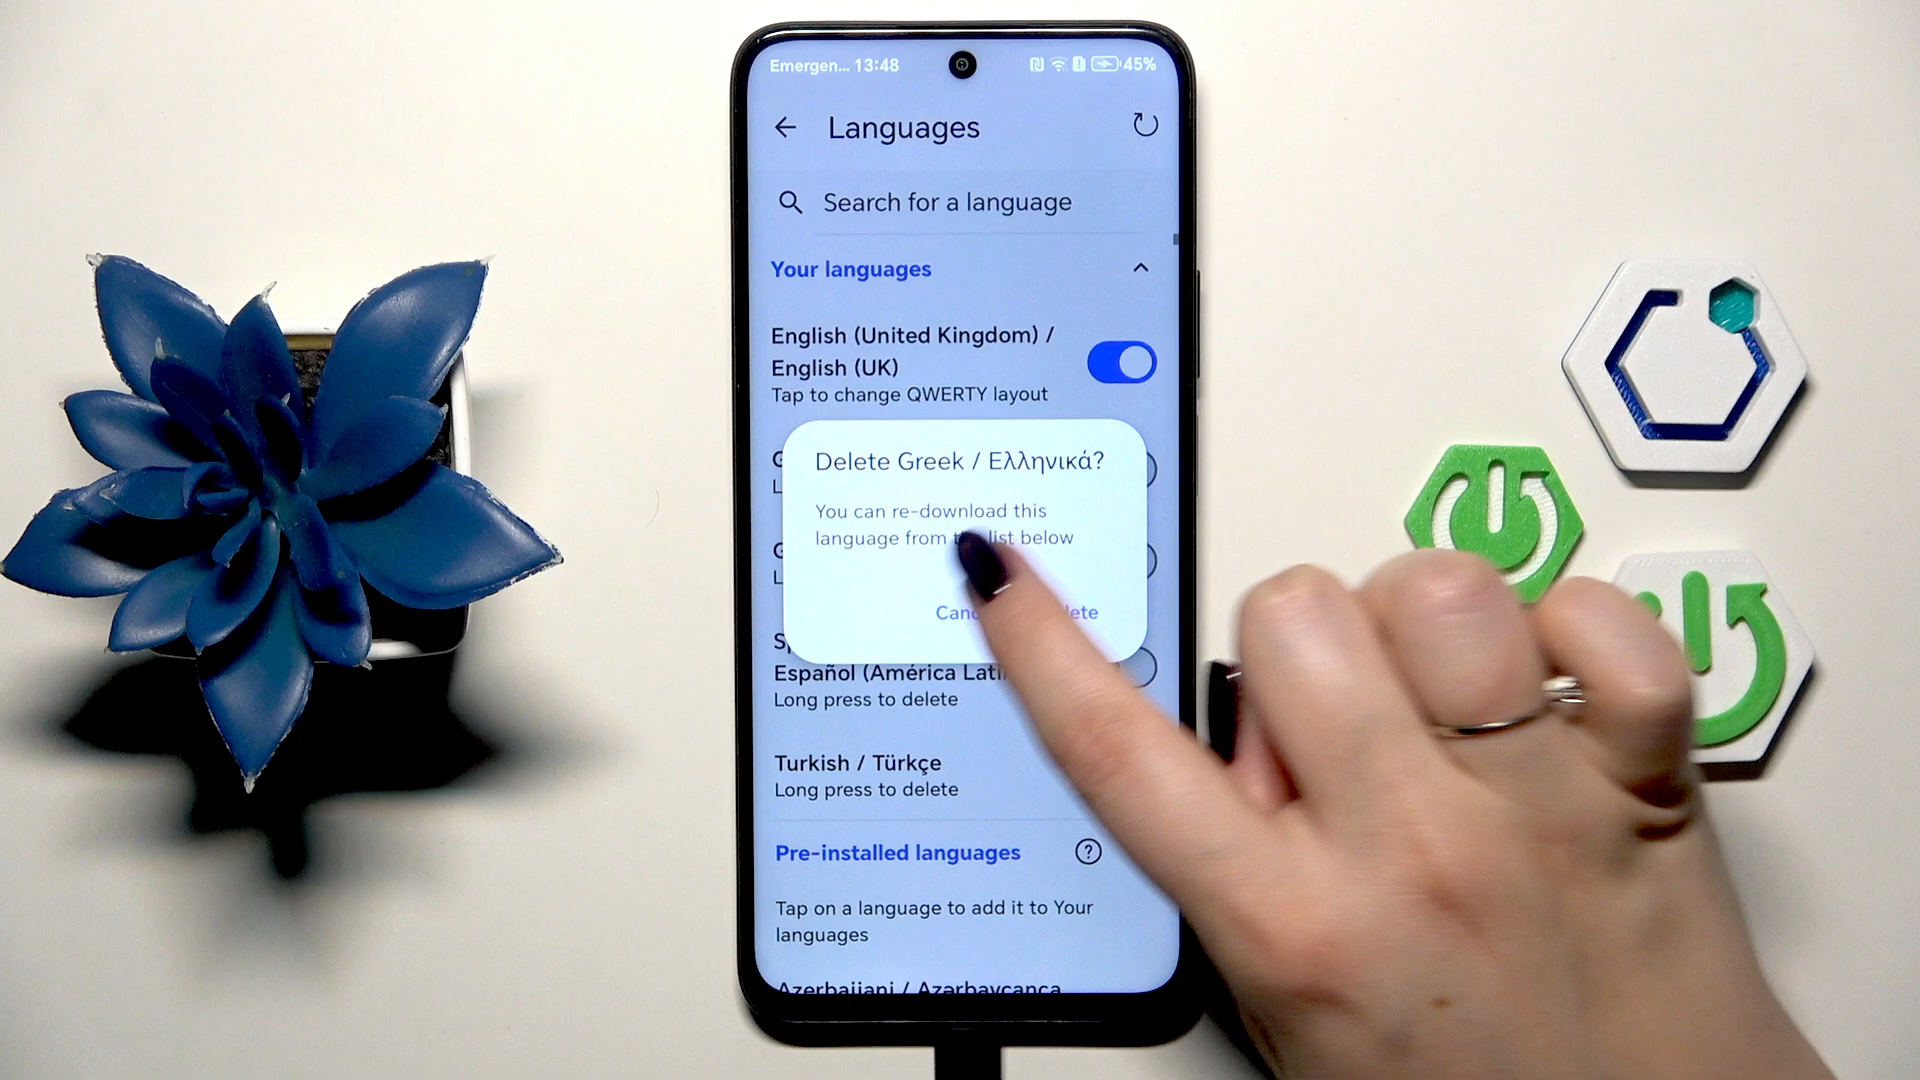 Emergen... 13:48
45%
Languages
Search for a language
Your languages
English (United Kingdom) /
English (UK)
Tap to change QWERTY layout
Delete Greek / Ελληνικά?
You can re-download this
language from list below
Español (América
Long press to delete
Turkish / Türkçe
Long press to delete
Pre-installed languages
Tap on a language to add it to Your
languages
Azerbaijani / Azərbaycanca